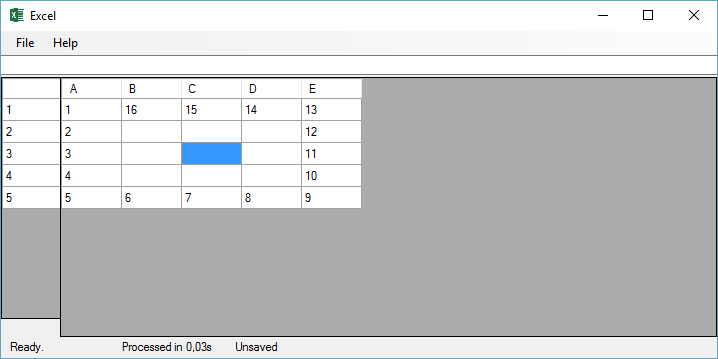 Excel
File Help
A B C D E
1 1 16 15 14 13
2 2 12
3 3 11
4 4 10
5 5 6 7 8 9
Ready. Processed in 0,03s Unsaved